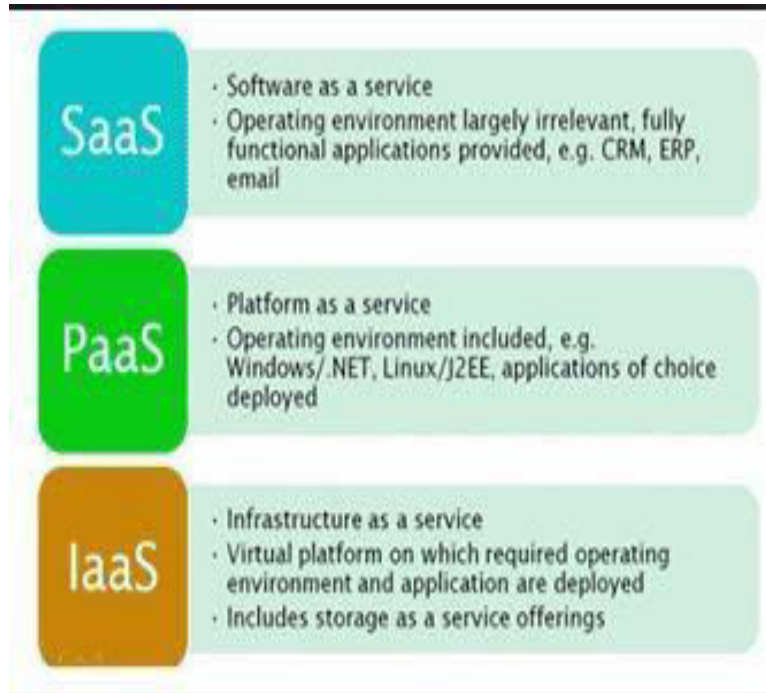 SaaS
· Software as a service
· Operating environment largely irrelevant, fully
functional applications provided, e.g. CRM, ERP,
email
PaaS
· Platform as a service
· Operating environment included, e.g.
Windows/.NET, Linux/J2EE, applications of choice
deployed
IaaS
· Infrastructure as a service
· Virtual platform on which required operating
environment and application are deployed
· Includes storage as a service offerings